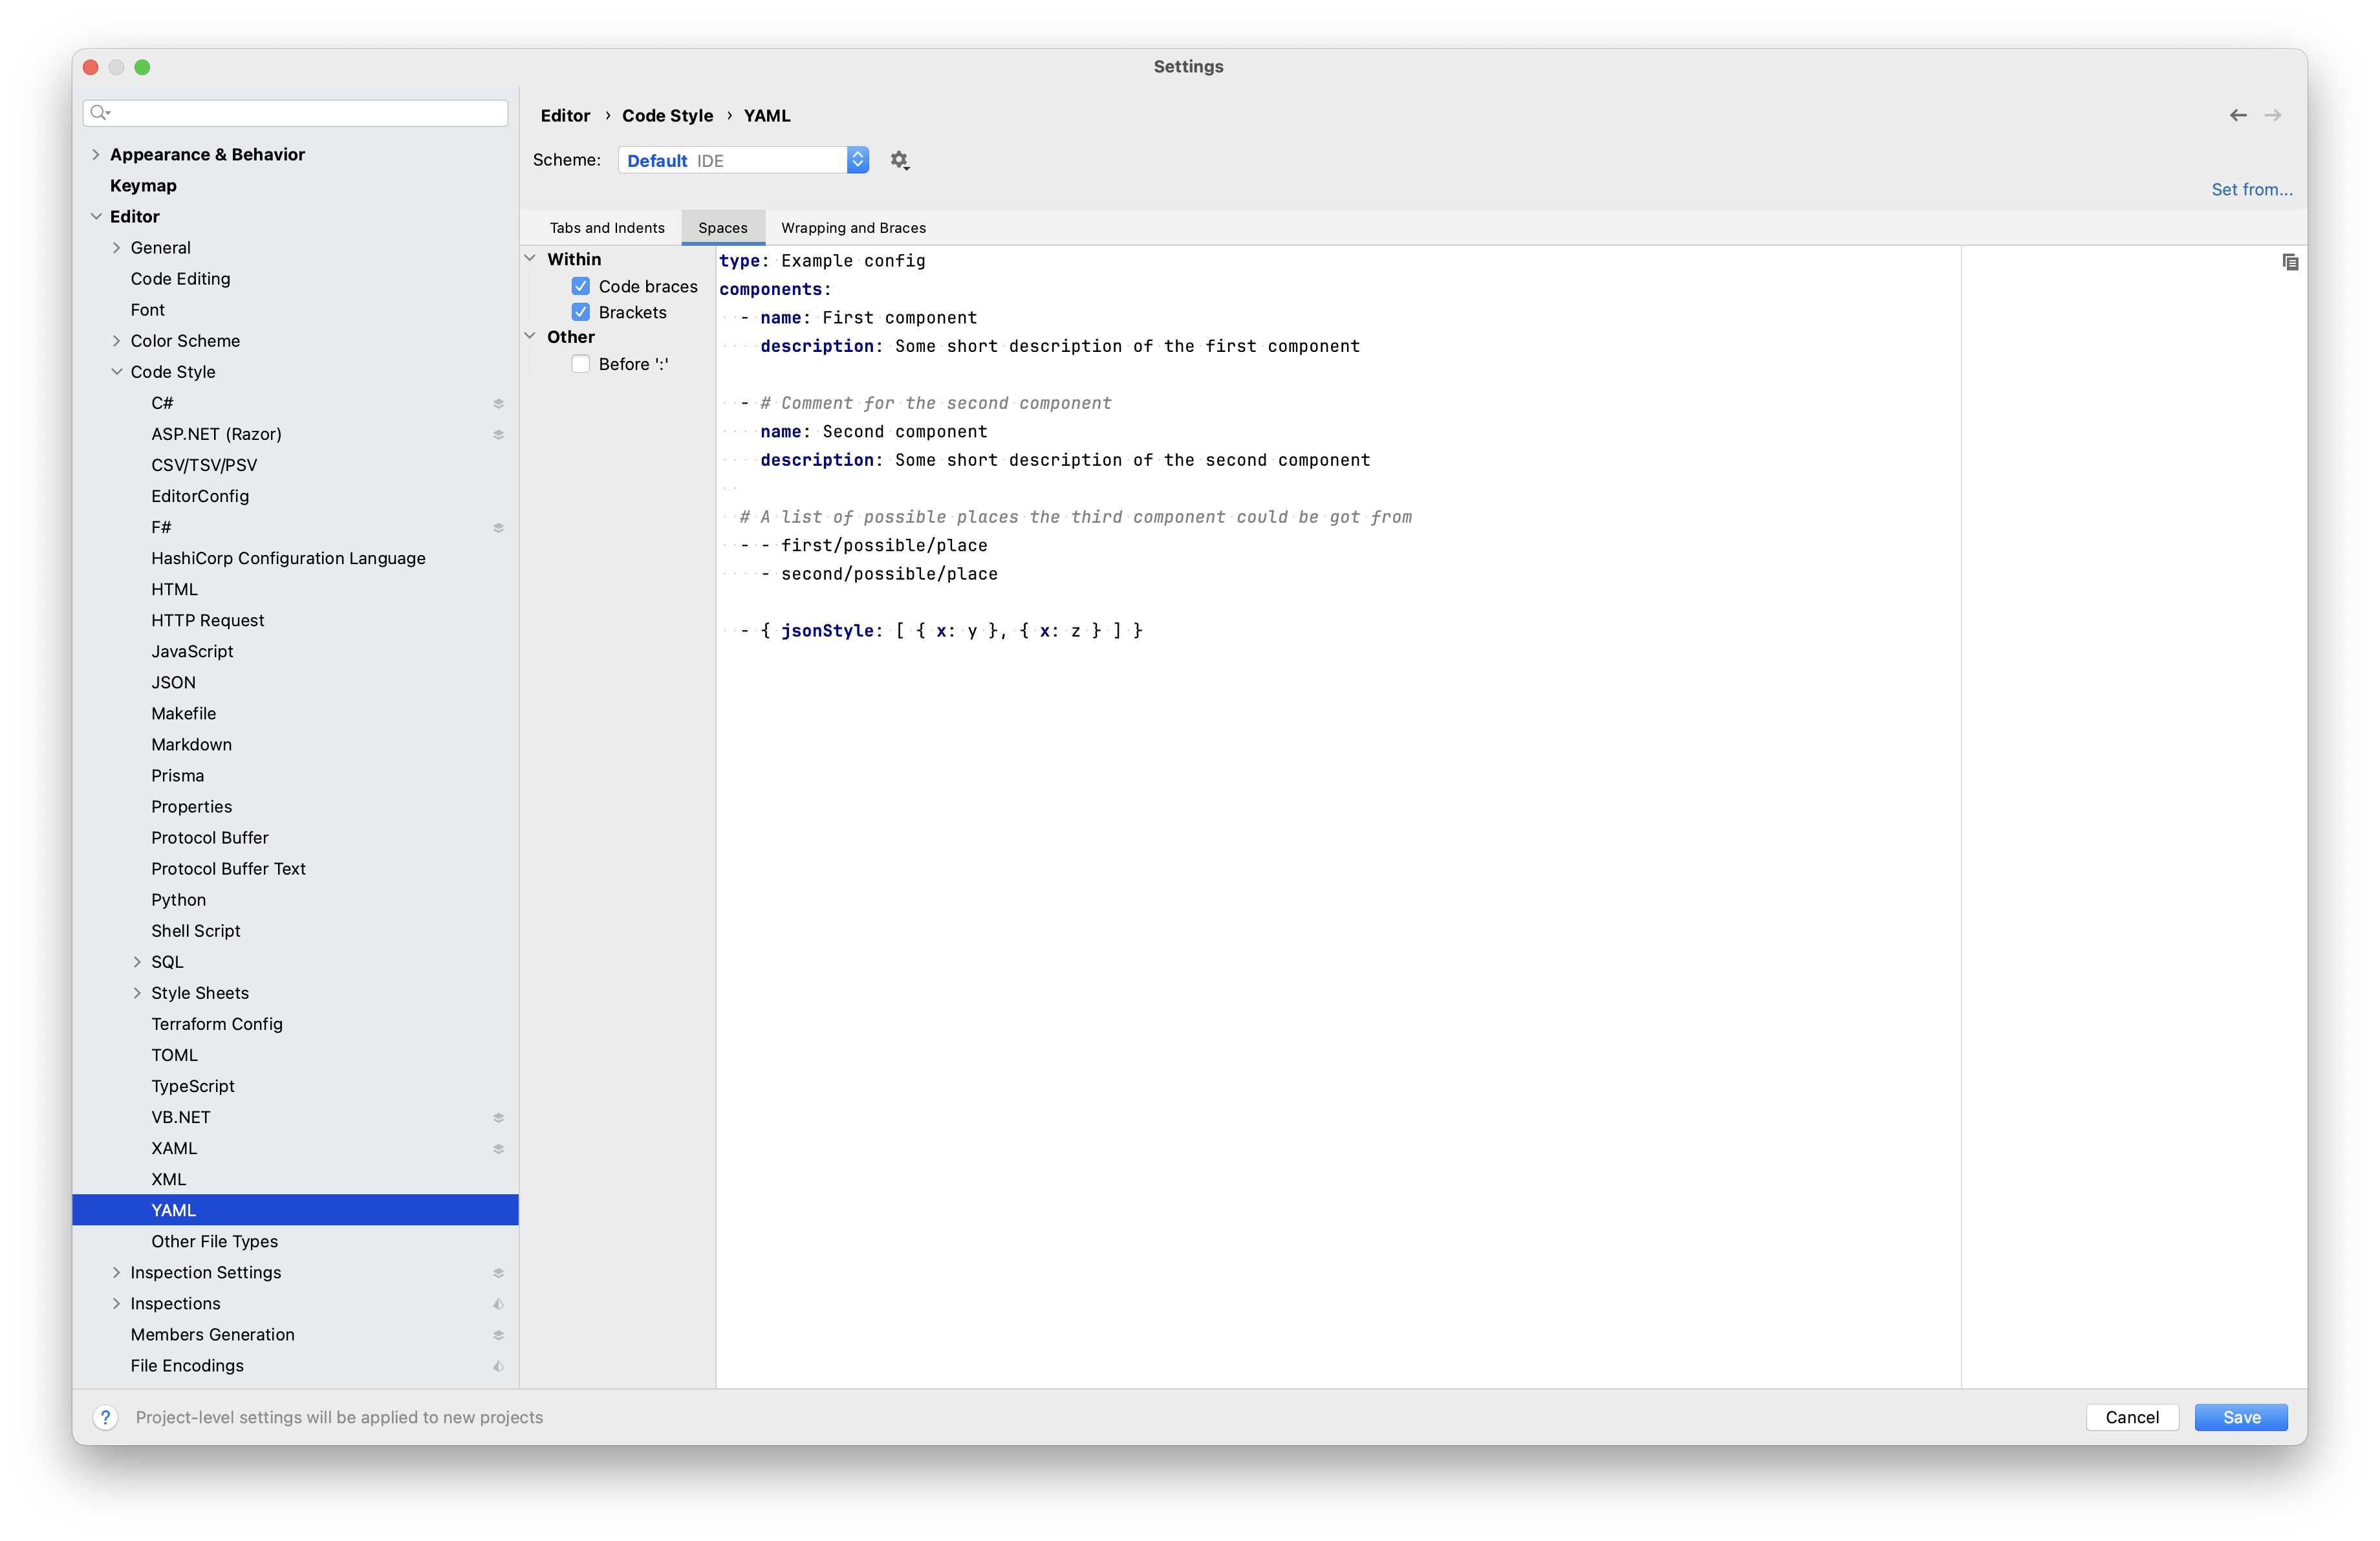 Settings
Appearance & Behavior
Keymap
Editor
General
Code Editing
Font
Color Scheme
Code Style
C#
ASP.NET (Razor)
CSV/TSV/PSV
EditorConfig
F#
HashiCorp Configuration Language
HTML
HTTP Request
JavaScript
JSON
Makefile
Markdown
Prisma
Properties
Protocol Buffer
Protocol Buffer Text
Python
Shell Script
SQL
Style Sheets
Terraform Config
TOML
TypeScript
VB.NET
XAML
XML
YAML
Other File Types
Inspection Settings
Inspections
Members Generation
File Encodings
Editor › Code Style › YAML
Scheme: Default IDE
Set from...
Tabs and Indents Spaces Wrapping and Braces
Within
Code braces
Brackets
Other
Before ':'
type: Example config
components:
  - name: First component
    description: Some short description of the first component
  - # Comment for the second component
    name: Second component
    description: Some short description of the second component
  # A list of possible places the third component could be got from
  - - first/possible/place
    - second/possible/place
  - { jsonStyle: [ { x: y }, { x: z } ] }
? Project-level settings will be applied to new projects
Cancel Save